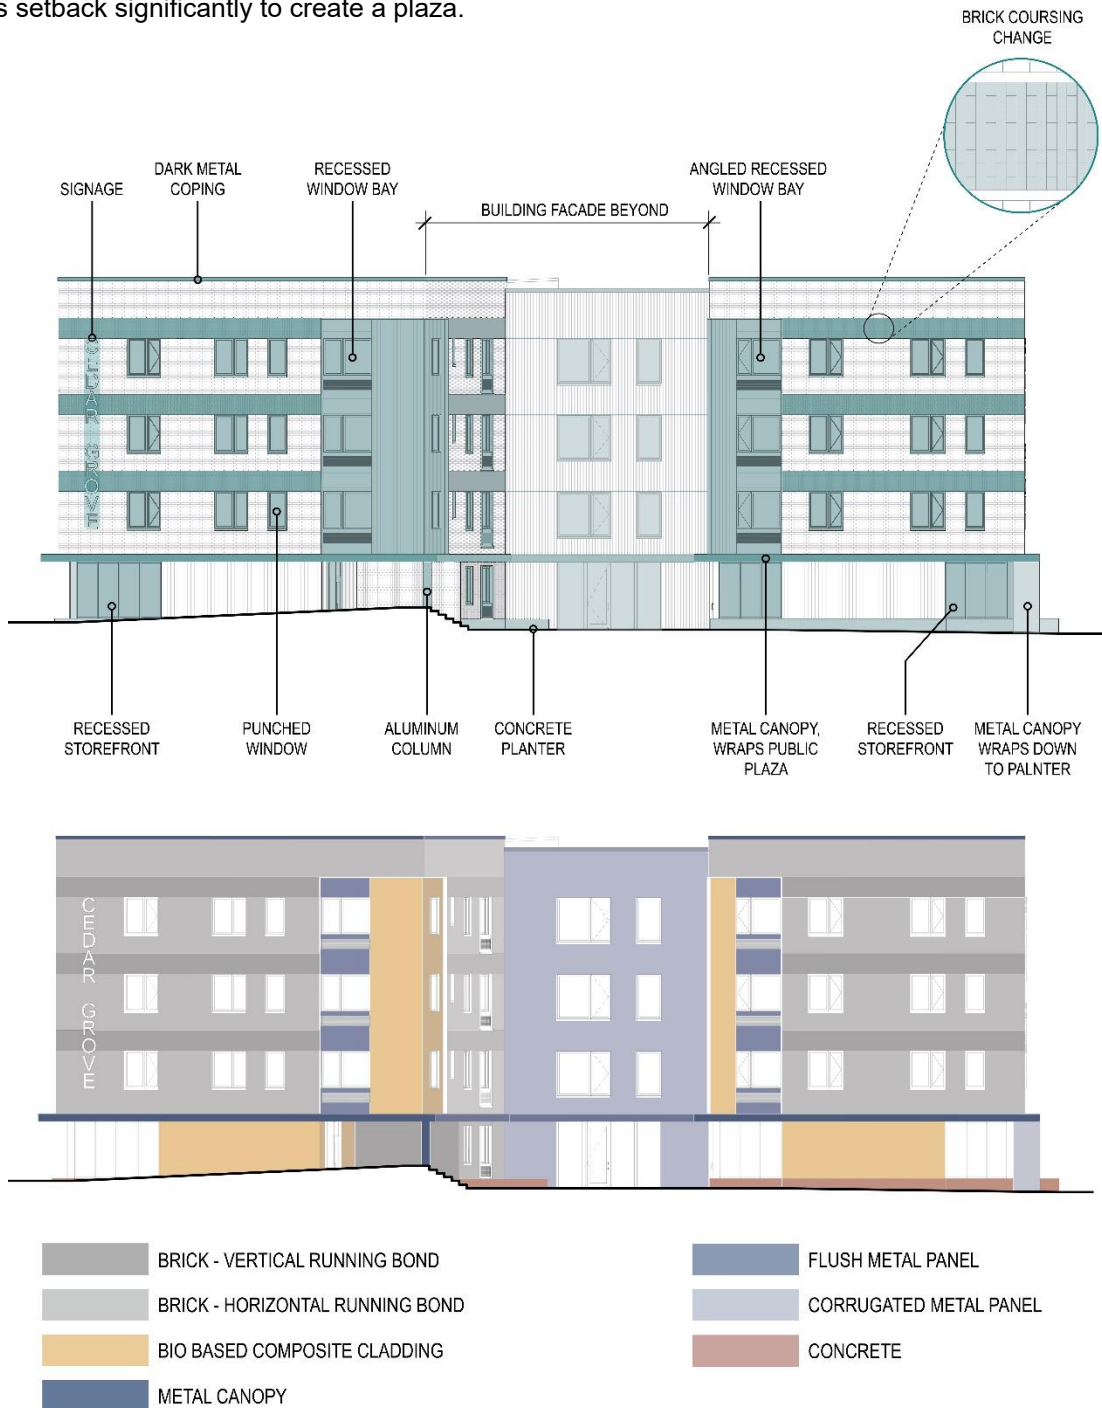 s setback significantly to create a plaza.
BRICK COURSING
CHANGE
SIGNAGE
DARK METAL
COPING
RECESSED
WINDOW BAY
BUILDING FACADE BEYOND
ANGLED RECESSED
WINDOW BAY
CEDAR GROVE
RECESSED
STOREFRONT
PUNCHED
WINDOW
ALUMINUM
COLUMN
CONCRETE
PLANTER
METAL CANOPY,
WRAPS PUBLIC
PLAZA
RECESSED
STOREFRONT
METAL CANOPY
WRAPS DOWN
TO PALNTER
CEDAR GROVE
BRICK - VERTICAL RUNNING BOND
BRICK - HORIZONTAL RUNNING BOND
BIO BASED COMPOSITE CLADDING
METAL CANOPY
FLUSH METAL PANEL
CORRUGATED METAL PANEL
CONCRETE